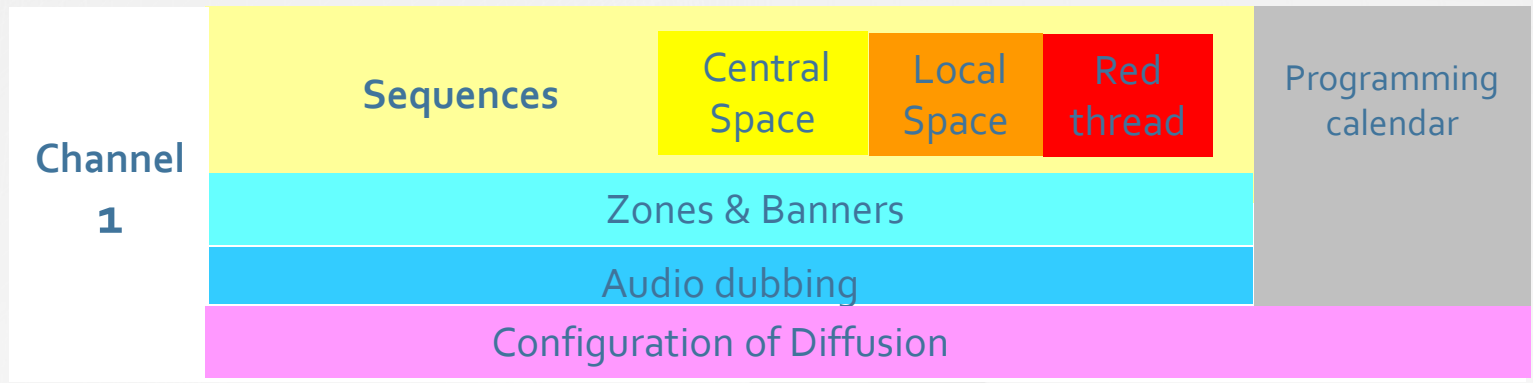 Channel
1
Sequences
Central
Space
Local
Space
Red
thread
Programming
calendar
Zones & Banners
Audio dubbing
Configuration of Diffusion